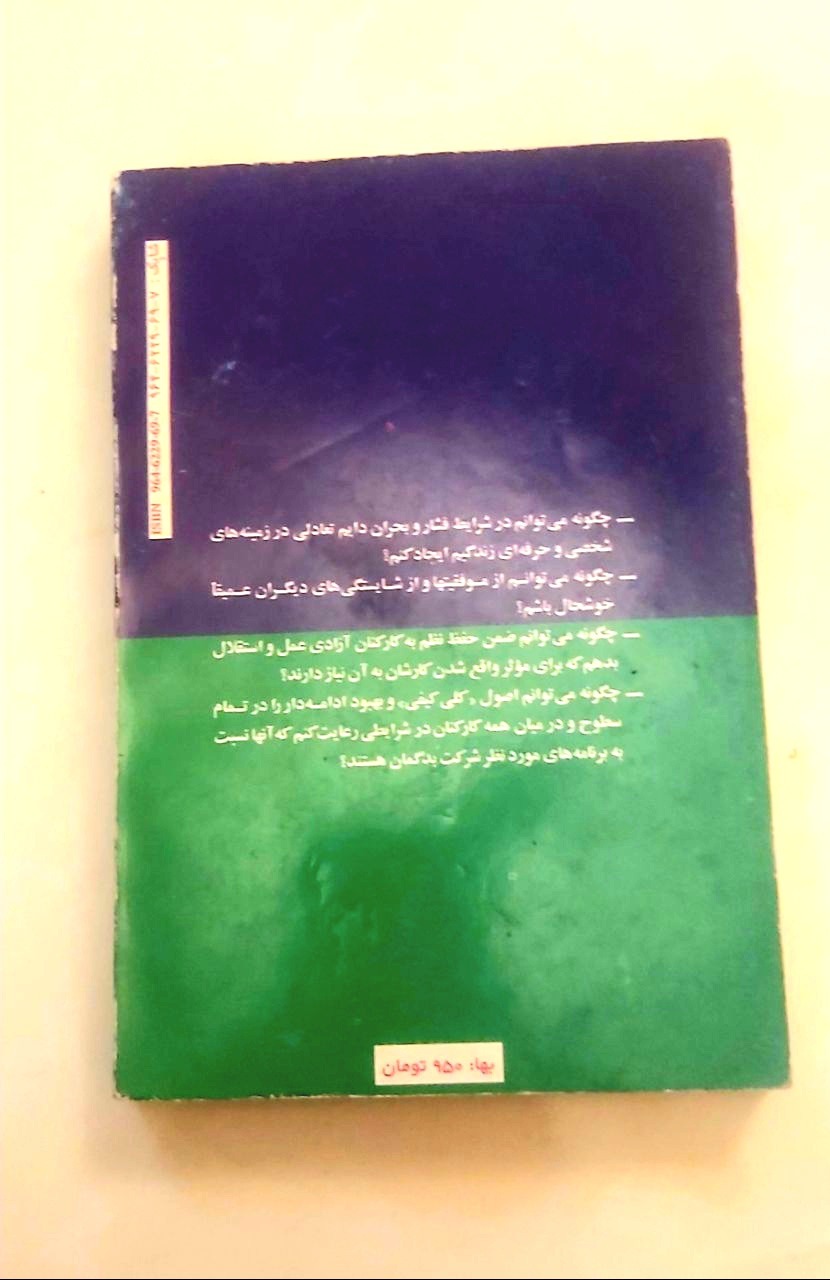 — چگونه می‌توانم در شرایط فشار و بحران دایم تعادلی در زمینه‌های
شخصی و حرفه‌ای زندگیم ایجاد کنم؟
— چگونه می‌توانم از موفقیتها و از شایستگی‌های دیگران عمیقاً
خوشحال باشم؟
— چگونه می‌توانم ضمن حفظ نظم به کارکنان آزادی عمل و استقلال
بدهم که برای مؤثر واقع شدن کارشان به آن نیاز دارند؟
— چگونه می‌توانم اصول «کلی کیفی» و بهبود ادامه‌دار را در تمام
سطوح و در میان همه کارکنان در شرایطی رعایت کنم که آنها نسبت
به برنامه‌های مورد نظر شرکت بدگمان هستند؟
شابک: ۹۶۴-۶۲۲۹-۶۹-۷
ISBN 964-6229-69-7
بها: ۹۵۰ تومان